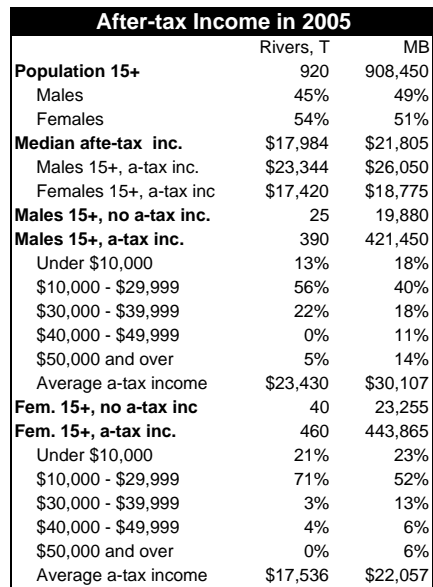 After-tax Income in 2005
Rivers, T MB
Population 15+ 920 908,450
Males 45% 49%
Females 54% 51%
Median afte-tax inc. $17,984 $21,805
Males 15+, a-tax inc. $23,344 $26,050
Females 15+, a-tax inc $17,420 $18,775
Males 15+, no a-tax inc. 25 19,880
Males 15+, a-tax inc. 390 421,450
Under $10,000 13% 18%
$10,000 - $29,999 56% 40%
$30,000 - $39,999 22% 18%
$40,000 - $49,999 0% 11%
$50,000 and over 5% 14%
Average a-tax income $23,430 $30,107
Fem. 15+, no a-tax inc 40 23,255
Fem. 15+, a-tax inc. 460 443,865
Under $10,000 21% 23%
$10,000 - $29,999 71% 52%
$30,000 - $39,999 3% 13%
$40,000 - $49,999 4% 6%
$50,000 and over 0% 6%
Average a-tax income $17,536 $22,057